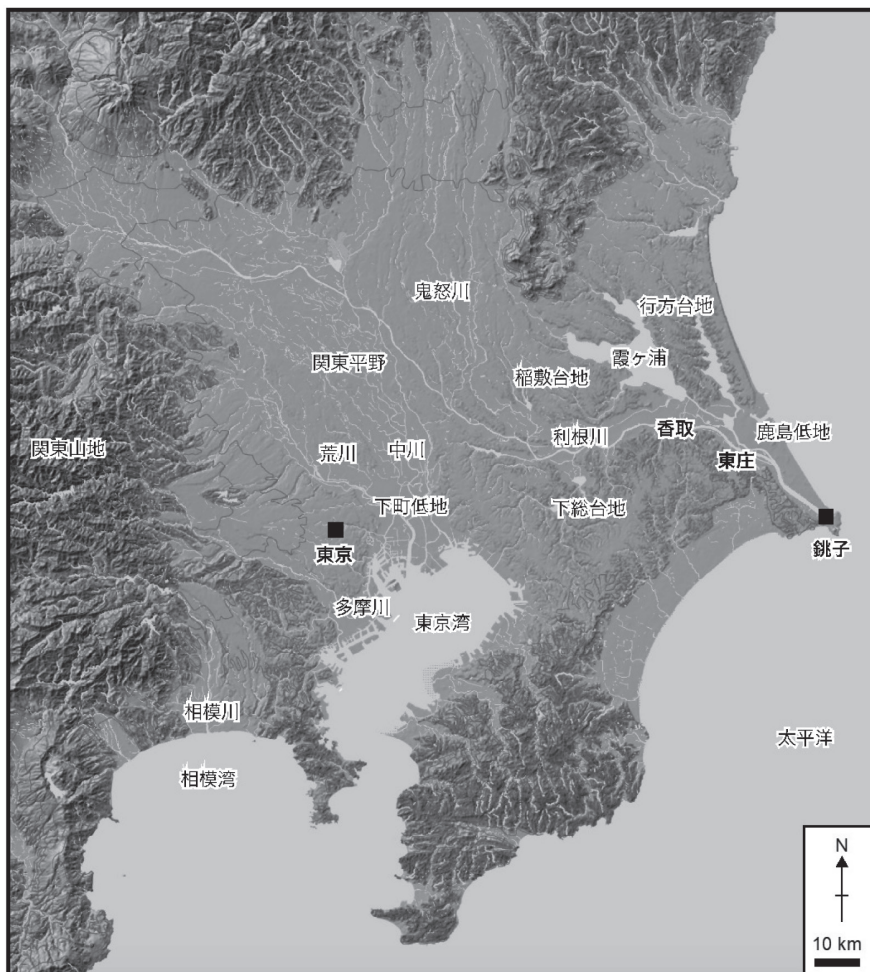 鬼怒川
行方台地
関東平野
霞ヶ浦
稲敷台地
関東山地
荒川
中川
利根川
香取
鹿島低地
東庄
下町低地
下総台地
東京
銚子
多摩川
東京湾
相模川
太平洋
相模湾
N
10 km